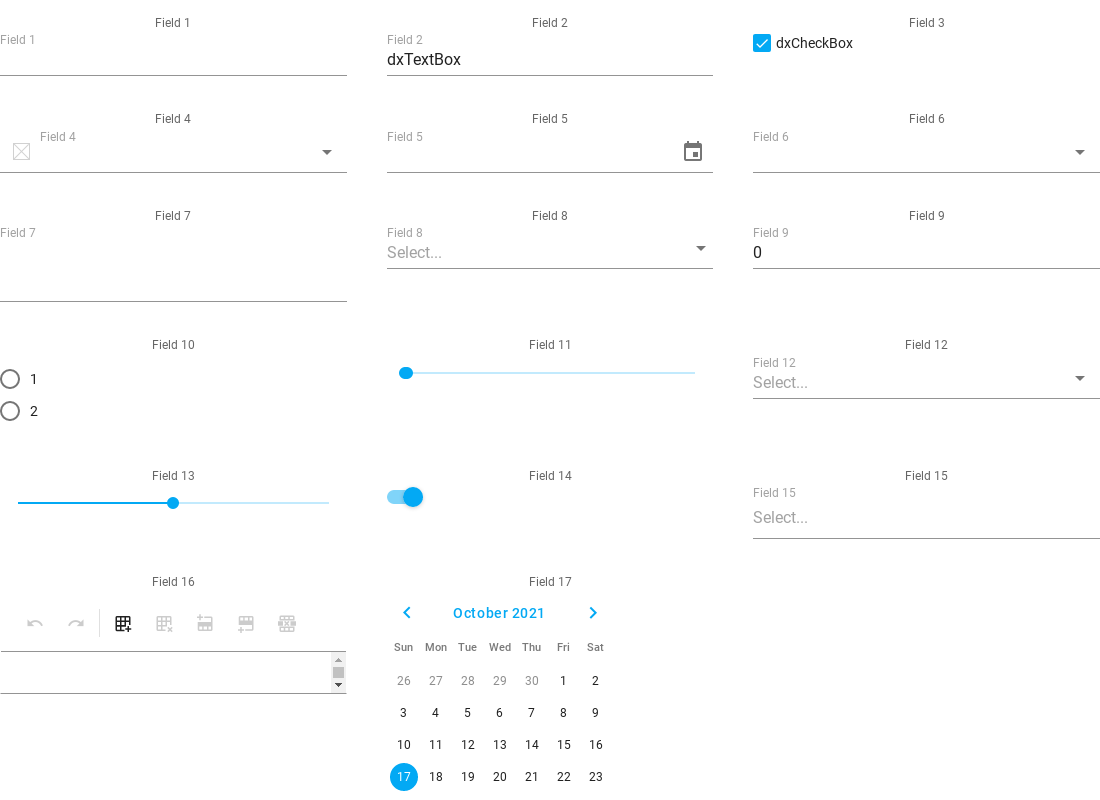 Field 1 Field 2 Field 3
Field 1 Field 2 dxCheckBox
dxTextBox
Field 4 Field 5 Field 6
Field 4 Field 5 Field 6
Field 7 Field 8 Field 9
Field 7 Field 8 Field 9
Select... 0
Field 10 Field 11 Field 12
Field 12
1 Select...
2
Field 13 Field 14 Field 15
Field 15
Select...
Field 16 Field 17
October 2021
Sun Mon Tue Wed Thu Fri Sat
26 27 28 29 30 1 2
3 4 5 6 7 8 9
10 11 12 13 14 15 16
17 18 19 20 21 22 23